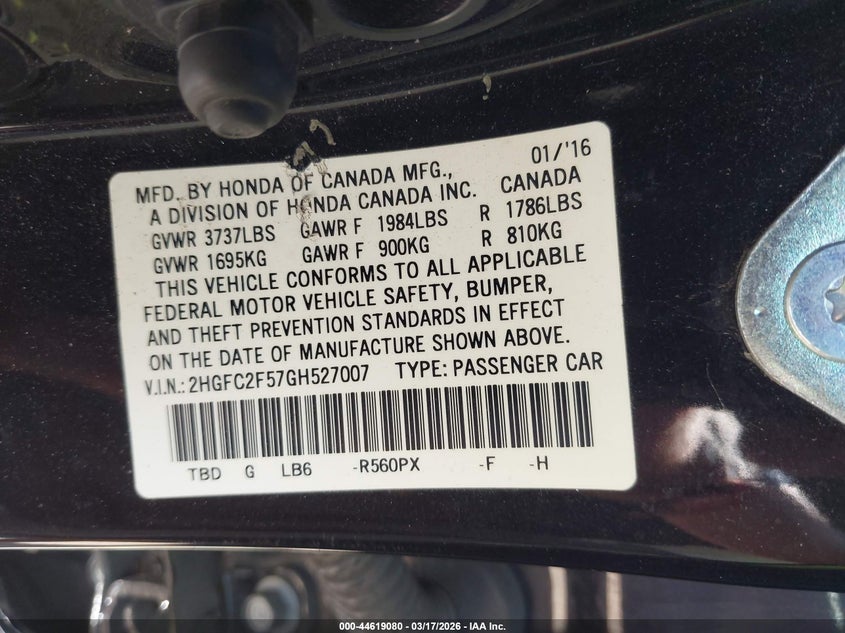 01/'16
MFD. BY HONDA OF CANADA MFG.,
A DIVISION OF HONDA CANADA INC. CANADA
GVWR 3737LBS GAWR F 1984LBS R 1786LBS
GVWR 1695KG GAWR F 900KG R 810KG
THIS VEHICLE CONFORMS TO ALL APPLICABLE
FEDERAL MOTOR VEHICLE SAFETY, BUMPER,
AND THEFT PREVENTION STANDARDS IN EFFECT
ON THE DATE OF MANUFACTURE SHOWN ABOVE.
V.I.N.: 2HGFC2F57GH527007 TYPE: PASSENGER CAR
TBD G LB6 -R560PX -F -H
000-44619080 - 03/17/2026 - IAA Inc.